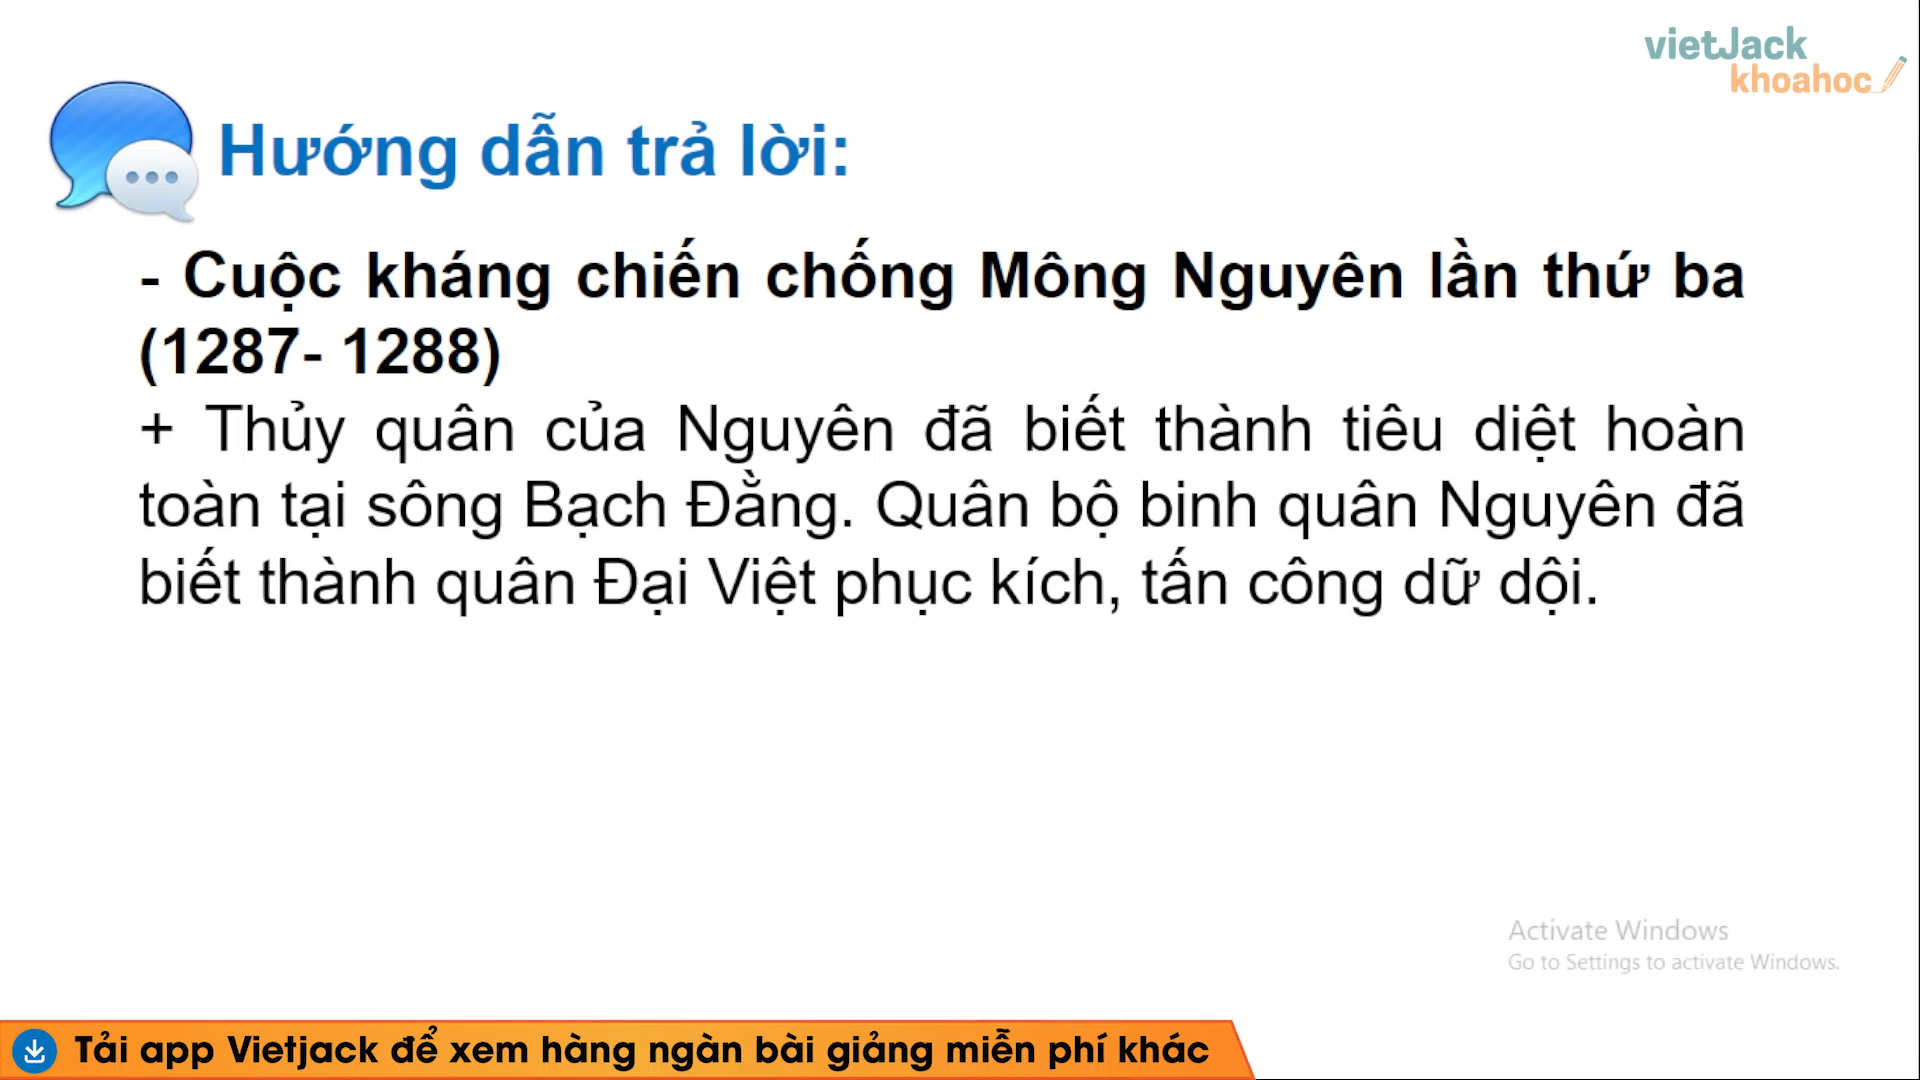 vietJack
khoahoc
Hướng dẫn trả lời:
- Cuộc kháng chiến chống Mông Nguyên lần thứ ba
(1287- 1288)
+ Thủy quân của Nguyên đã biết thành tiêu diệt hoàn
toàn tại sông Bạch Đằng. Quân bộ binh quân Nguyên đã
biết thành quân Đại Việt phục kích, tấn công dữ dội.
Activate Windows
Go to Settings to activate Windows.
Tải app Vietjack để xem hàng ngàn bài giảng miễn phí khác